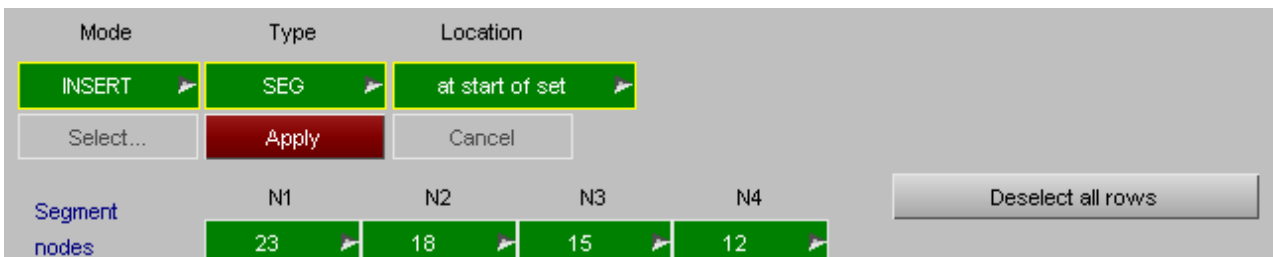 Mode Type Location
INSERT SEG at start of set
Select... Apply Cancel
N1 N2 N3 N4 Deselect all rows
Segment
nodes 23 18 15 12